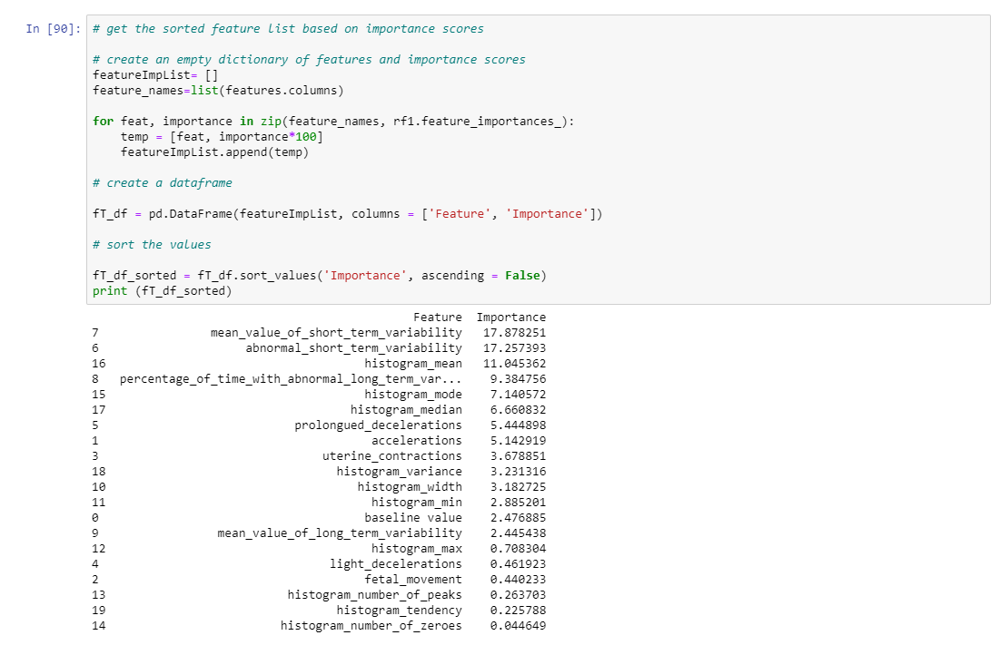 In [90]: # get the sorted feature list based on importance scores
# create an empty dictionary of features and importance scores
featureImpList= []
feature_names=list(features.columns)
for feat, importance in zip(feature_names, rf1.feature_importances_):
    temp = [feat, importance*100]
    featureImpList.append(temp)
# create a dataframe
fT_df = pd.DataFrame(featureImpList, columns = ['Feature', 'Importance'])
# sort the values
fT_df_sorted = fT_df.sort_values('Importance', ascending = False)
print (fT_df_sorted)
Feature Importance
7 mean_value_of_short_term_variability 17.878251
6 abnormal_short_term_variability 17.257393
16 histogram_mean 11.045362
8 percentage_of_time_with_abnormal_long_term_var... 9.384756
15 histogram_mode 7.140572
17 histogram_median 6.660832
5 prolongued_decelerations 5.444898
1 accelerations 5.142919
3 uterine_contractions 3.678851
18 histogram_variance 3.231316
10 histogram_width 3.182725
11 histogram_min 2.885201
0 baseline value 2.476885
9 mean_value_of_long_term_variability 2.445438
12 histogram_max 0.708304
4 light_decelerations 0.461923
2 fetal_movement 0.440233
13 histogram_number_of_peaks 0.263703
19 histogram_tendency 0.225788
14 histogram_number_of_zeroes 0.044649